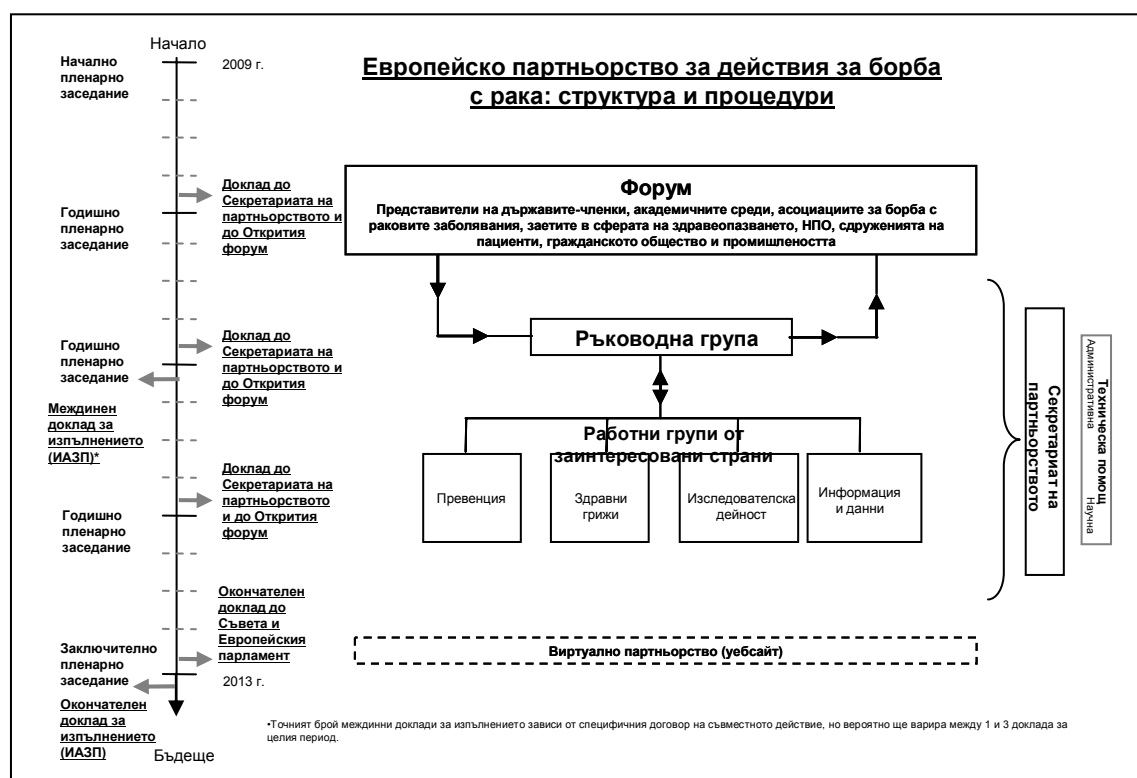 Начало
Начално
пленарно
заседание
2009 г.
Европейско партньорство за действия за борба
с рака: структура и процедури
Доклад до
Секретариата на
партньорството и
до Открития
форум
Годишно
пленарно
заседание
Форум
Представители на държавите-членки, академичните среди, асоциациите за борба с
раковите заболявания, заетите в сферата на здравеопазването, НПО, сдруженията на
пациенти, гражданското общество и промишлеността
Доклад до
Секретариата на
партньорството и
до Открития
форум
Годишно
пленарно
заседание
Ръководна група
Междинен
доклад за
изпълнението
(ИАЗП)*
Работни групи от
заинтересовани страни
Превенция
Здравни
грижи
Изследователска
дейност
Информация
и данни
Секретариат на
партньорството
Техническа помощ
Административна
Научна
Доклад до
Секретариата на
партньорството
и до Открития
форум
Годишно
пленарно
заседание
Окончателен
доклад до
Съвета и
Европейския
парламент
Заключително
пленарно
заседание
2013 г.
Виртуално партньорство (уебсайт)
Окончателен
доклад за
изпълнението
(ИАЗП)
Бъдеще
•Точният брой междинни доклади за изпълнението зависи от специфичния договор на съвместното действие, но вероятно ще варира между 1 и 3 доклада за
целия период.